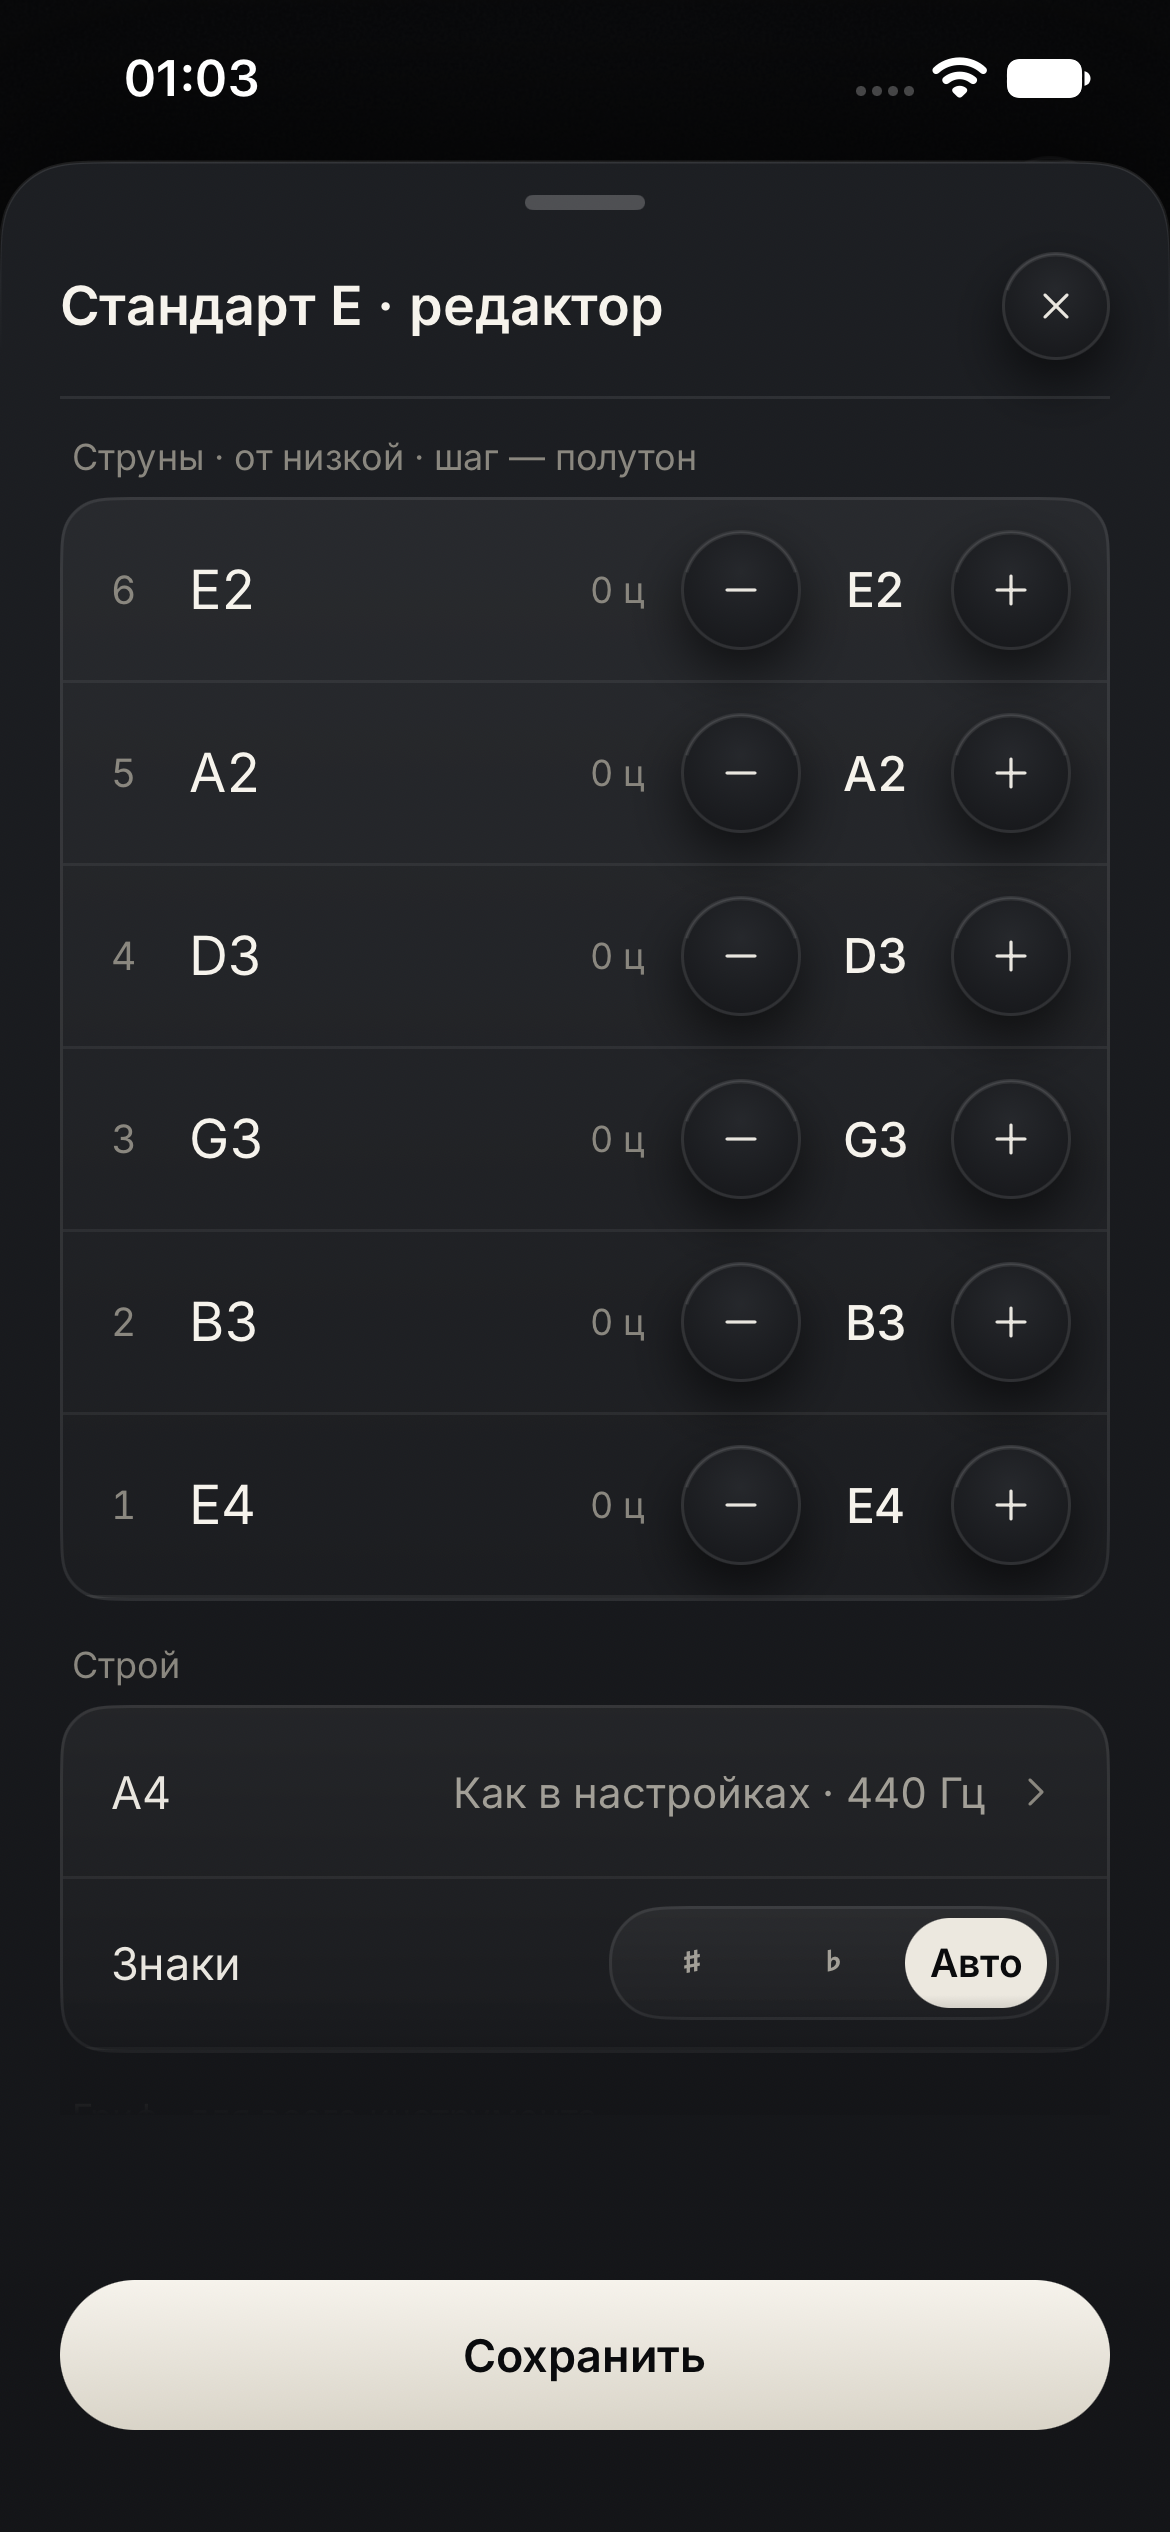 01:03
Стандарт E · редактор
Струны · от низкой · шаг — полутон
6 E2 0 ц − E2 +
5 A2 0 ц − A2 +
4 D3 0 ц − D3 +
3 G3 0 ц − G3 +
2 B3 0 ц − B3 +
1 E4 0 ц − E4 +
Строй
A4 Как в настройках · 440 Гц
Знаки ♯ ♭ Авто
Сохранить